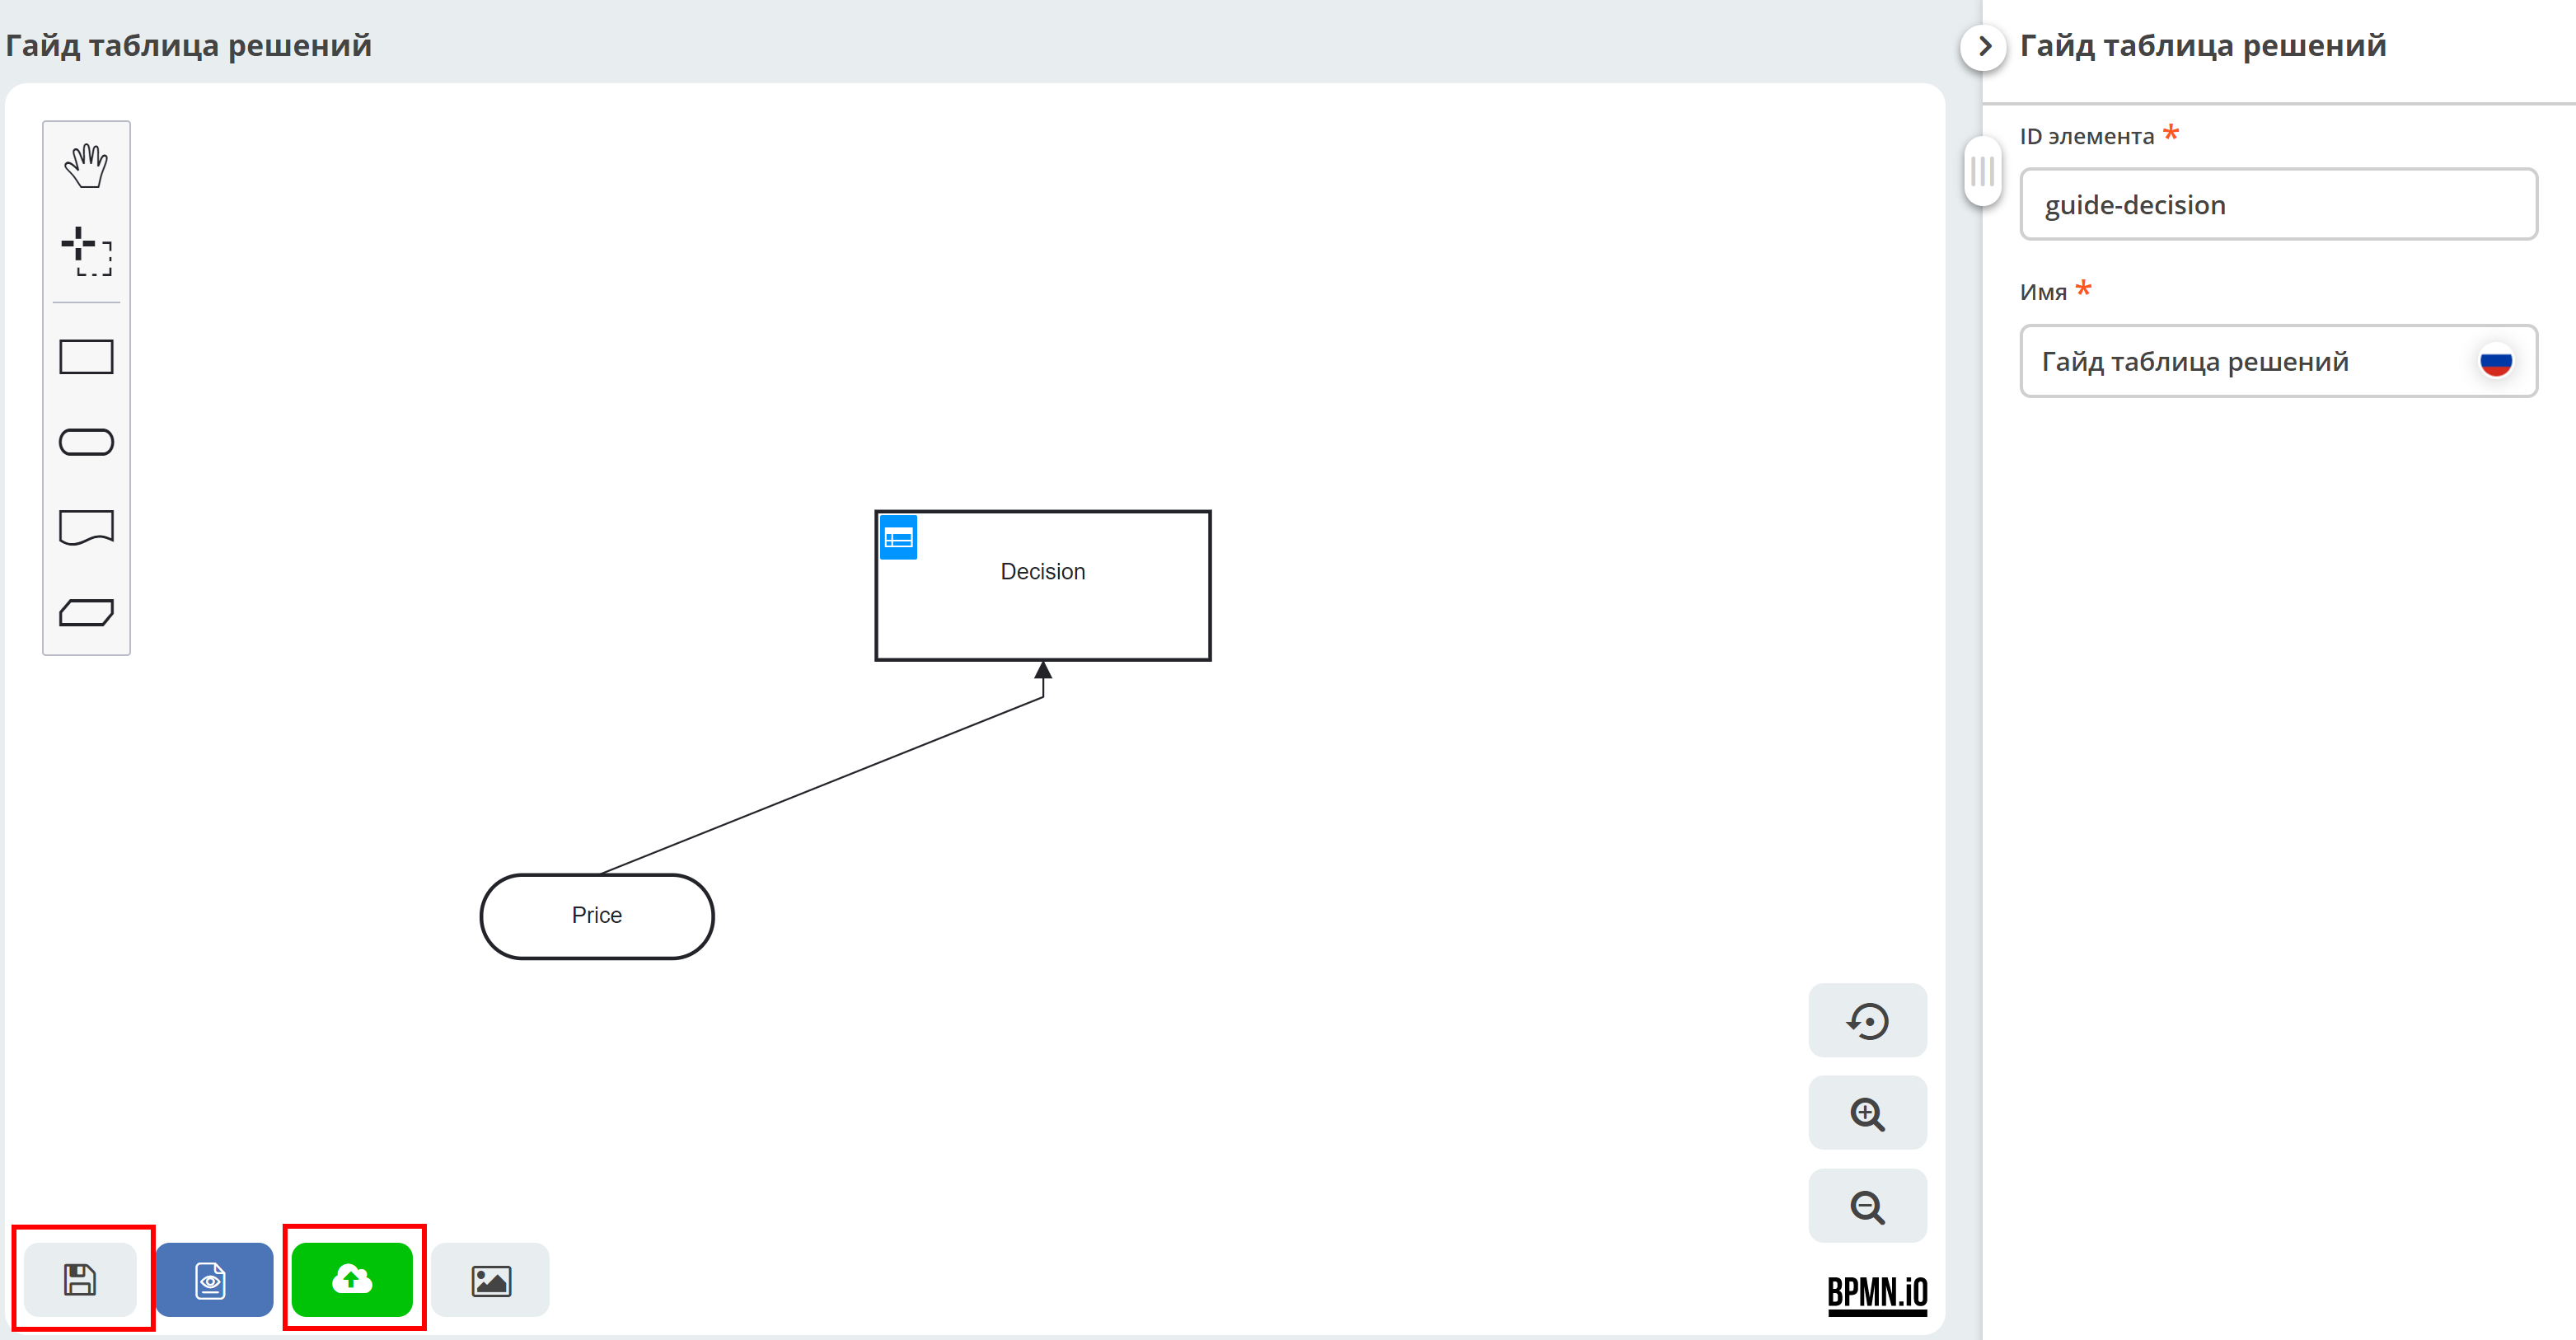 Гайд таблица решений
Decision
Price
BPMN.iO
Гайд таблица решений
ID элемента *
guide-decision
Имя *
Гайд таблица решений